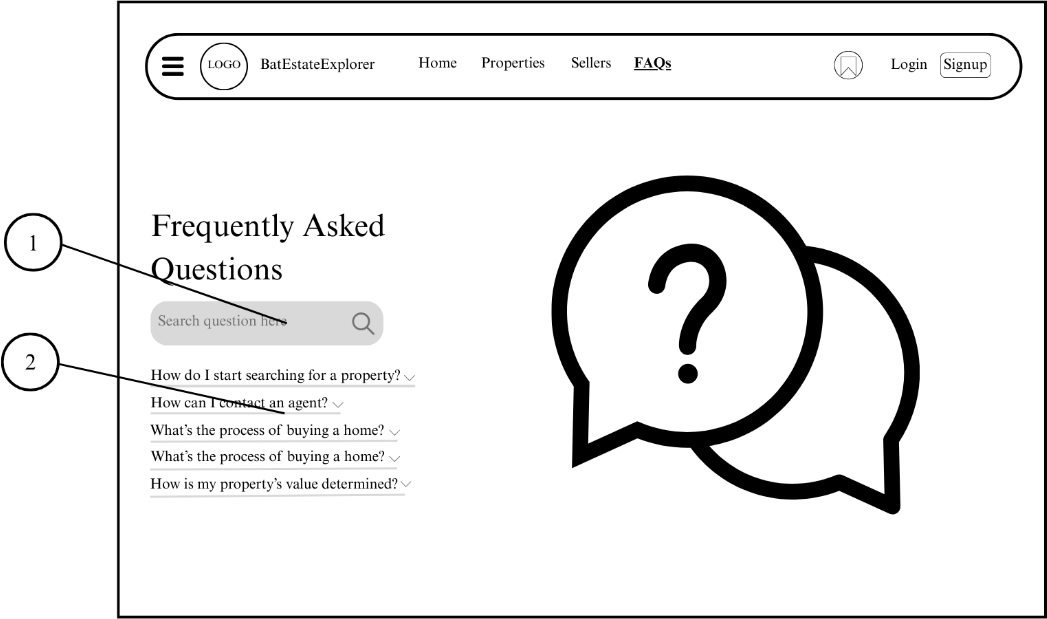 LOGO BatEstateExplorer Home Properties Sellers FAQs Login Signup
1
Frequently Asked
Questions
Search question here
2
How do I start searching for a property?
How can I contact an agent?
What's the process of buying a home?
What's the process of buying a home?
How is my property's value determined?
?